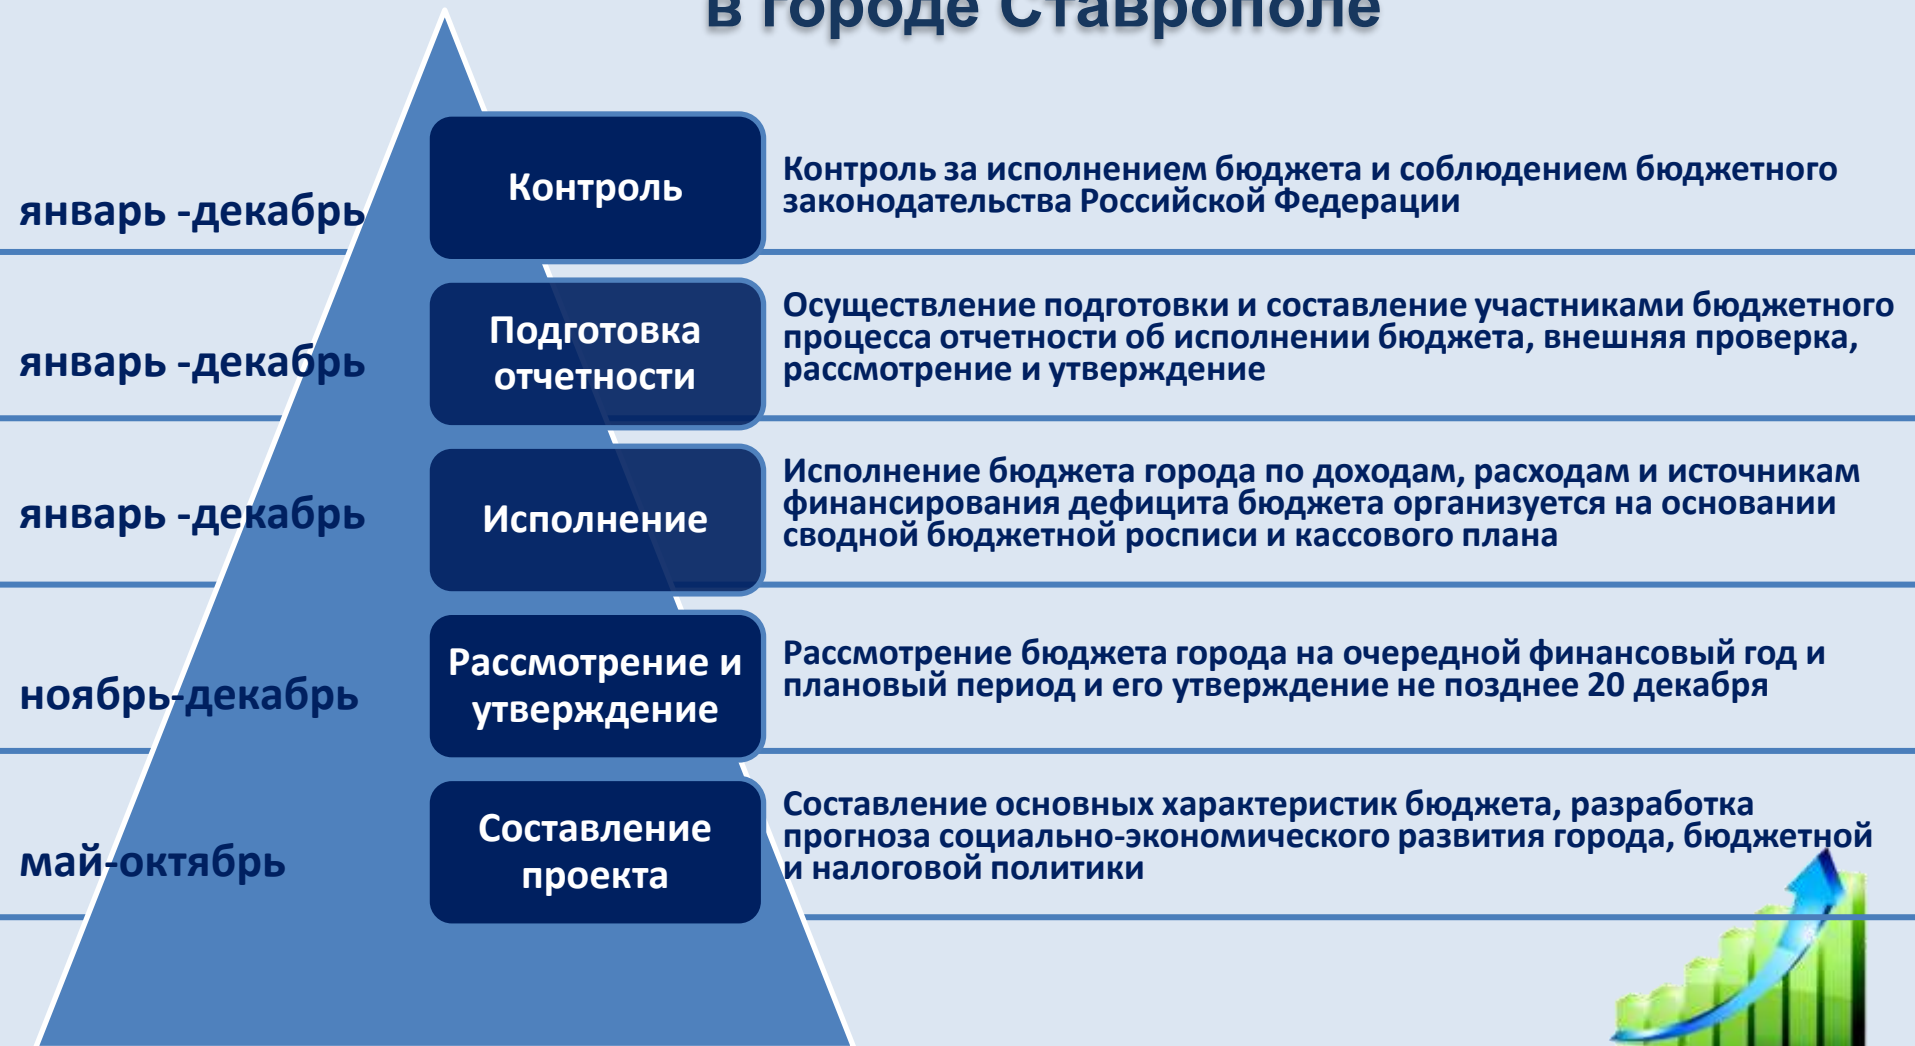 в городе Ставрополе
январь -декабрь
Контроль
Контроль за исполнением бюджета и соблюдением бюджетного
законодательства Российской Федерации
январь -декабрь
Подготовка
отчетности
Осуществление подготовки и составление участниками бюджетного
процесса отчетности об исполнении бюджета, внешняя проверка,
рассмотрение и утверждение
январь -декабрь
Исполнение
Исполнение бюджета города по доходам, расходам и источникам
финансирования дефицита бюджета организуется на основании
сводной бюджетной росписи и кассового плана
ноябрь-декабрь
Рассмотрение и
утверждение
Рассмотрение бюджета города на очередной финансовый год и
плановый период и его утверждение не позднее 20 декабря
май-октябрь
Составление
проекта
Составление основных характеристик бюджета, разработка
прогноза социально-экономического развития города, бюджетной
и налоговой политики